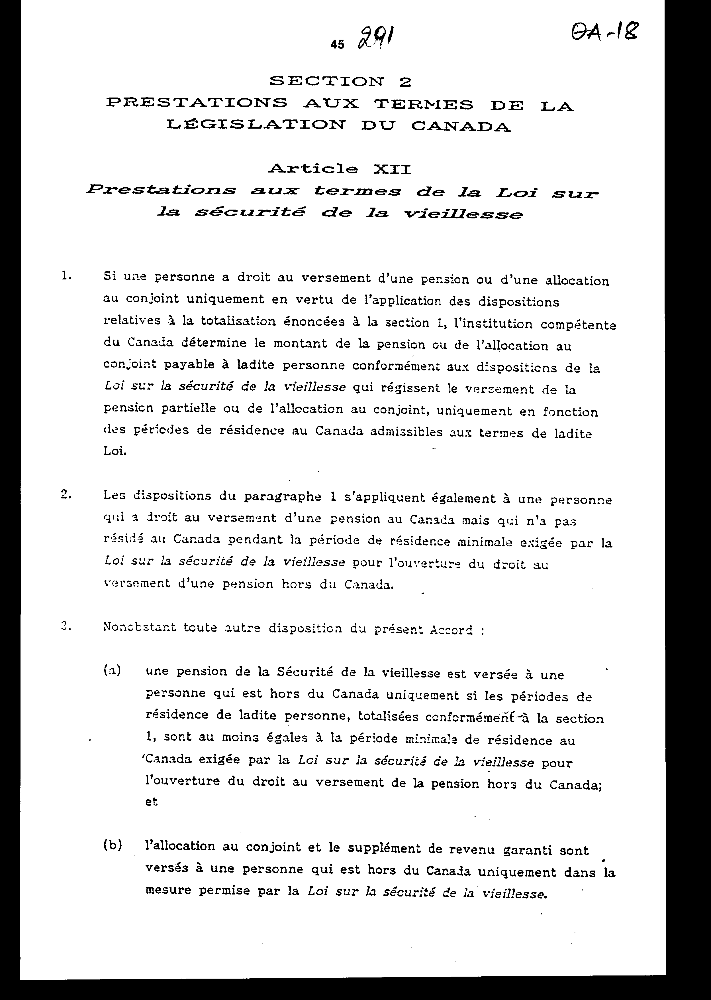 45 291 OA-18
SECTION 2
PRESTATIONS AUX TERMES DE LA
LÉGISLATION DU CANADA
Article XII
Prestations aux termes de la Loi sur
la sécurité de la vieillesse
1. Si une personne a droit au versement d'une pension ou d'une allocation
au conjoint uniquement en vertu de l'application des dispositions
relatives à la totalisation énoncées à la section 1, l'institution compétente
du Canada détermine le montant de la pension ou de l'allocation au
conjoint payable à ladite personne conformément aux dispositions de la
Loi sur la sécurité de la vieillesse qui régissent le versement de la
pension partielle ou de l'allocation au conjoint, uniquement en fonction
des périodes de résidence au Canada admissibles aux termes de ladite
Loi.
2. Les dispositions du paragraphe 1 s'appliquent également à une personne
qui a droit au versement d'une pension au Canada mais qui n'a pas
résidé au Canada pendant la période de résidence minimale exigée par la
Loi sur la sécurité de la vieillesse pour l'ouverture du droit au
versement d'une pension hors du Canada.
3. Nonobstant toute autre disposition du présent Accord :
(a) une pension de la Sécurité de la vieillesse est versée à une
personne qui est hors du Canada uniquement si les périodes de
résidence de ladite personne, totalisées conformément à la section
1, sont au moins égales à la période minimale de résidence au
Canada exigée par la Loi sur la sécurité de la vieillesse pour
l'ouverture du droit au versement de la pension hors du Canada;
et
(b) l'allocation au conjoint et le supplément de revenu garanti sont
versés à une personne qui est hors du Canada uniquement dans la
mesure permise par la Loi sur la sécurité de la vieillesse.